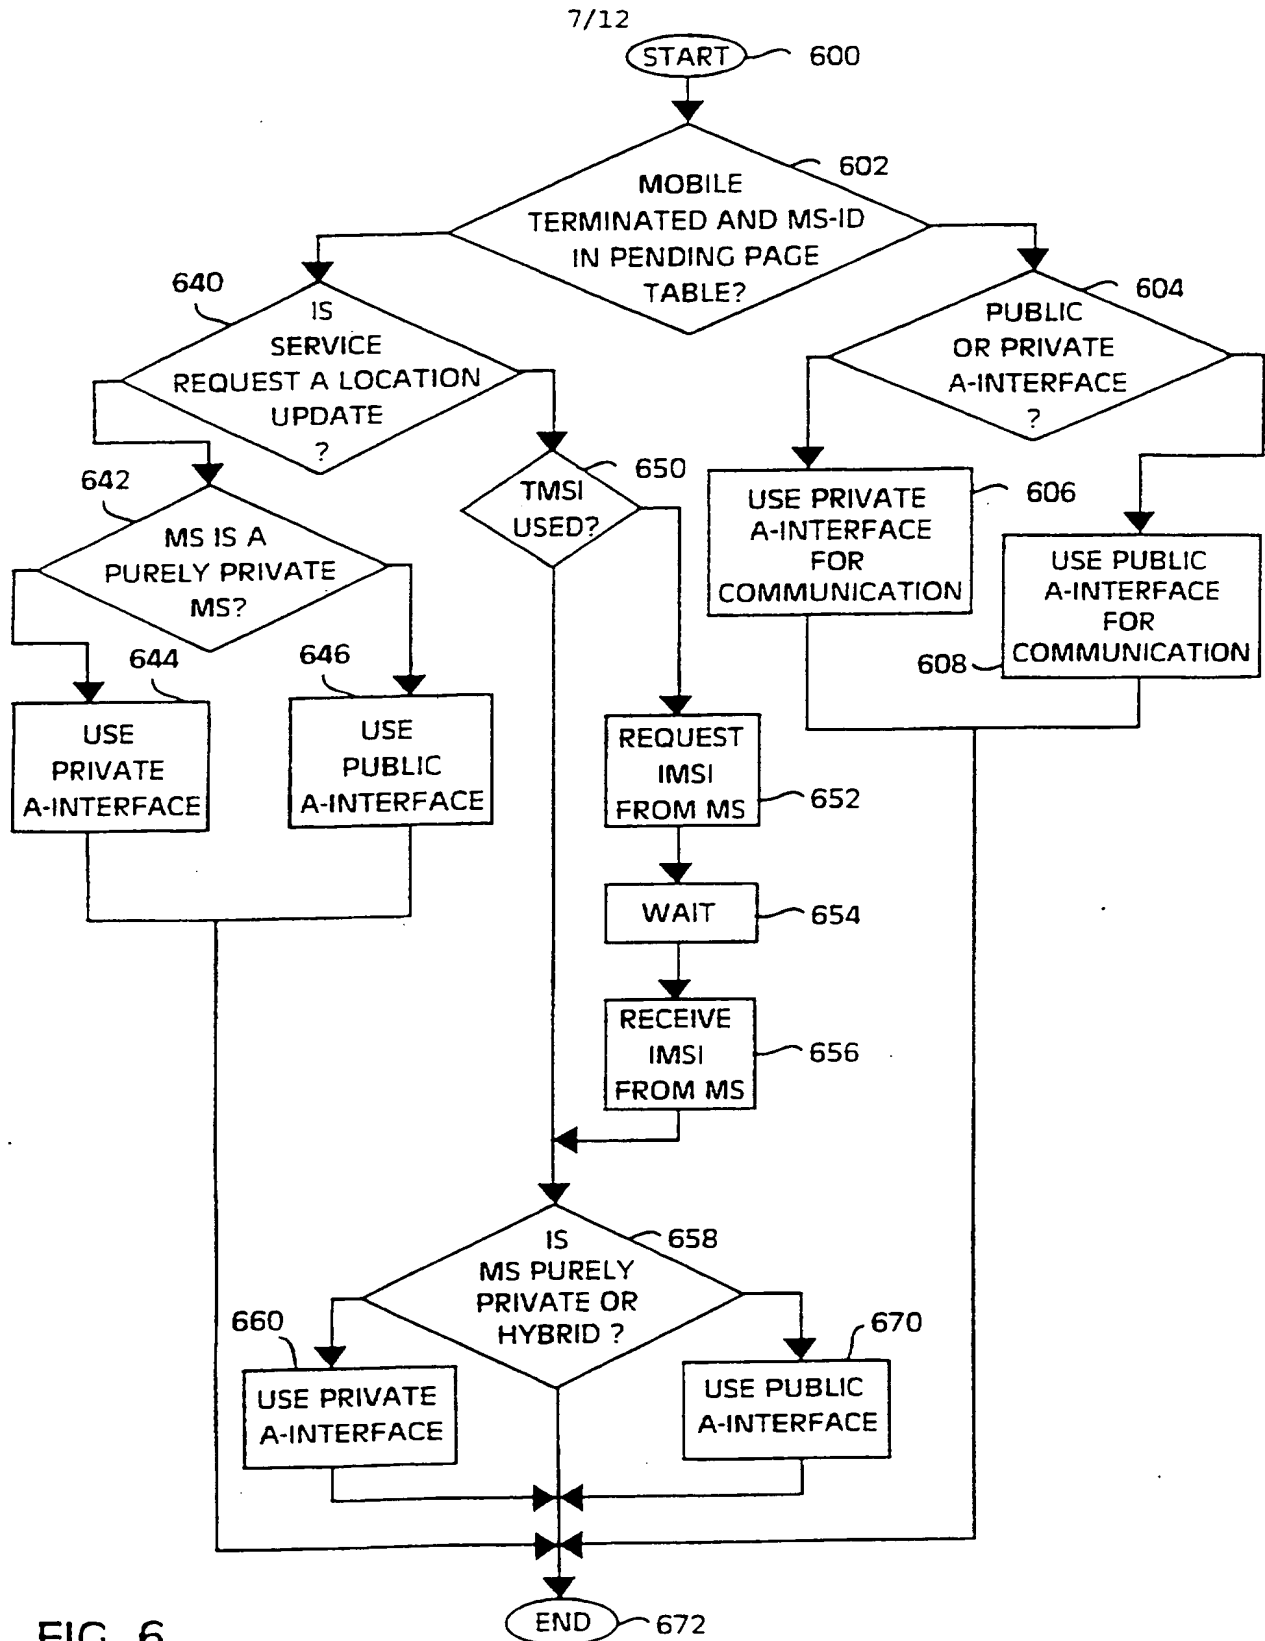 7/12
START
600
602
MOBILE
TERMINATED AND MS-ID
IN PENDING PAGE
TABLE?
640
IS
SERVICE
REQUEST A LOCATION
UPDATE
?
604
PUBLIC
OR PRIVATE
A-INTERFACE
?
642
MS IS A
PURELY PRIVATE
MS?
650
TMSI
USED?
USE PRIVATE
A-INTERFACE
FOR
COMMUNICATION
606
USE PUBLIC
A-INTERFACE
FOR
COMMUNICATION
608
644
USE
PRIVATE
A-INTERFACE
646
USE
PUBLIC
A-INTERFACE
REQUEST
IMSI
FROM MS
652
WAIT
654
RECEIVE
IMSI
FROM MS
656
IS
MS PURELY
PRIVATE OR
HYBRID ?
658
660
USE PRIVATE
A-INTERFACE
670
USE PUBLIC
A-INTERFACE
END
672
FIG. 6